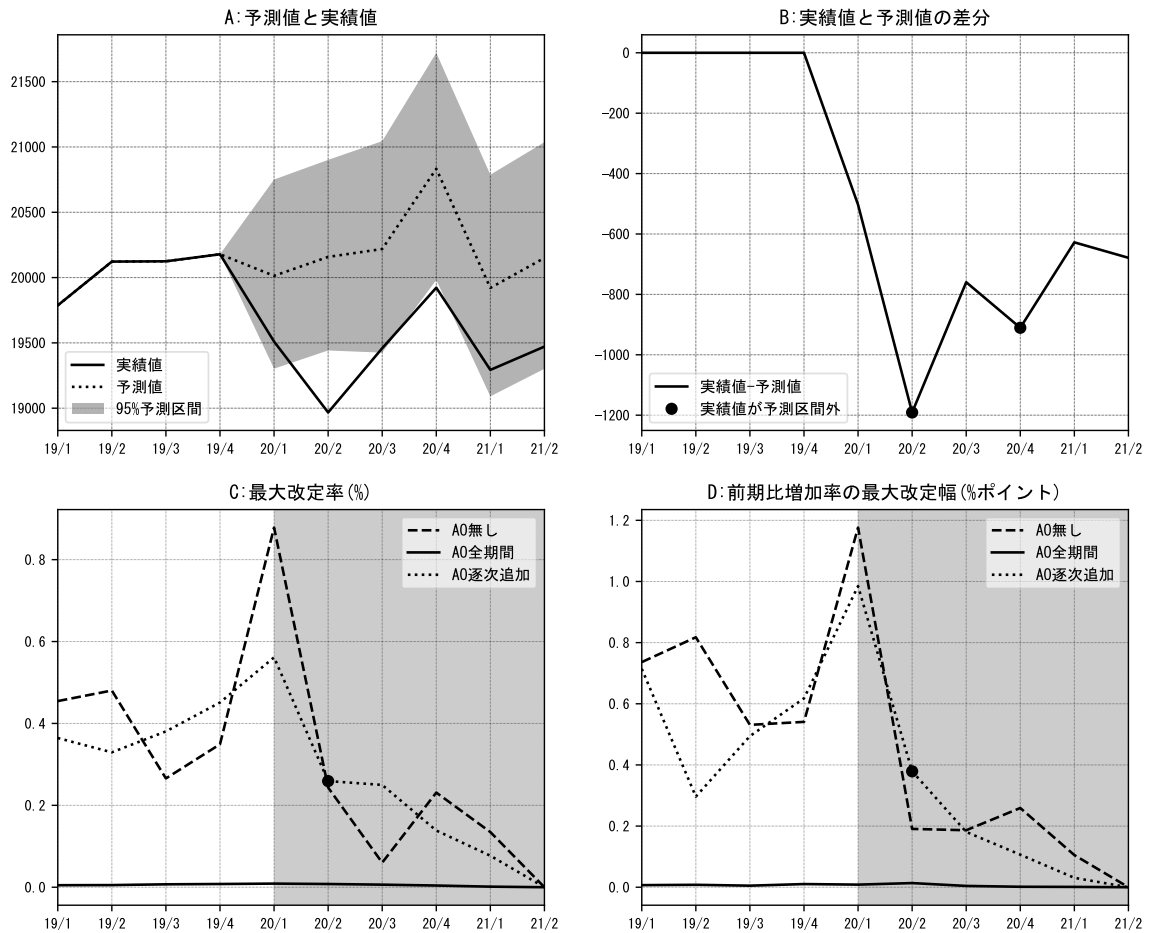 A:予測値と実績値
21500
21000
20500
20000
19500
19000
実績値
予測値
95%予測区間
19/1 19/2 19/3 19/4 20/1 20/2 20/3 20/4 21/1 21/2
B:実績値と予測値の差分
0
−200
−400
−600
−800
−1000
−1200
実績値-予測値
実績値が予測区間外
19/1 19/2 19/3 19/4 20/1 20/2 20/3 20/4 21/1 21/2
C:最大改定率(%)
0.8
0.6
0.4
0.2
0.0
AO無し
AO全期間
AO逐次追加
19/1 19/2 19/3 19/4 20/1 20/2 20/3 20/4 21/1 21/2
D:前期比増加率の最大改定幅(%ポイント)
1.2
1.0
0.8
0.6
0.4
0.2
0.0
AO無し
AO全期間
AO逐次追加
19/1 19/2 19/3 19/4 20/1 20/2 20/3 20/4 21/1 21/2